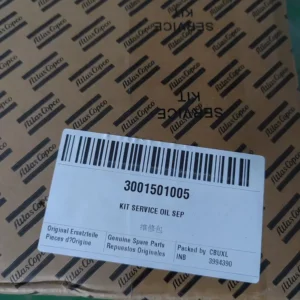 Atlas Copco
SERVICE
KIT
3001501005
KIT SERVICE OIL SEP
维修包
Original Ersatzteile
Pièces d?Origine
Genuine Spare Parts
Repuestos Originales
Packed by CBUXL
INB 8994390